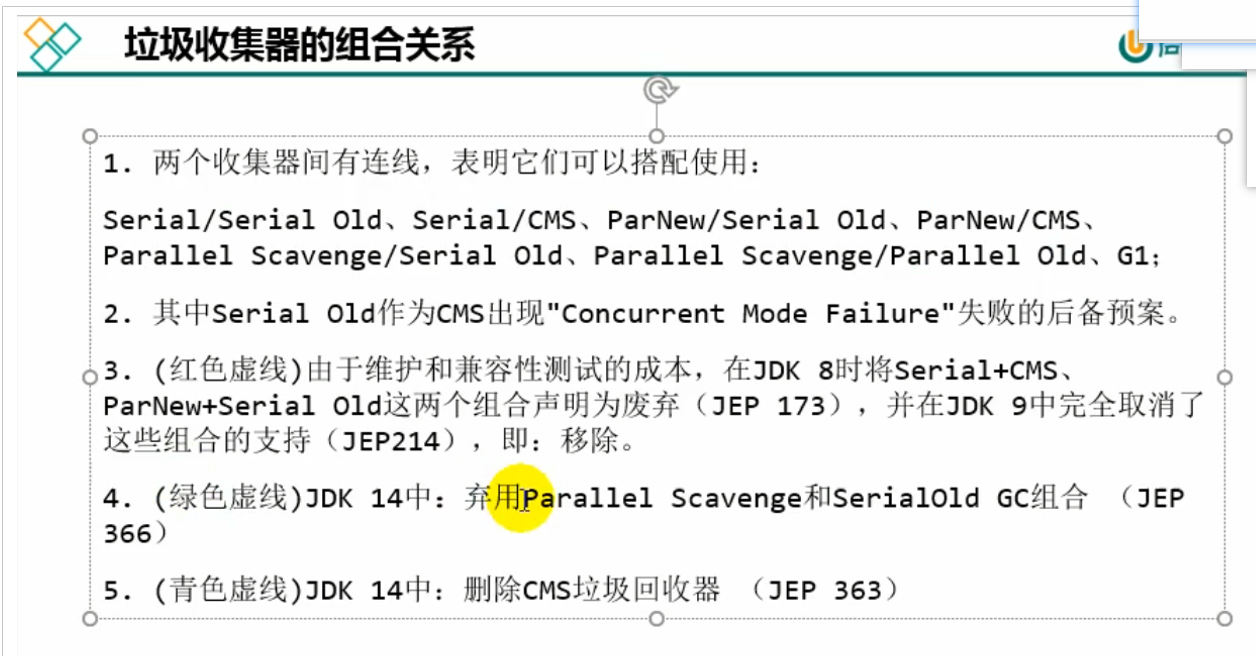 垃圾收集器的组合关系
1. 两个收集器间有连线，表明它们可以搭配使用：
Serial/Serial Old、Serial/CMS、ParNew/Serial Old、ParNew/CMS、
Parallel Scavenge/Serial Old、Parallel Scavenge/Parallel Old、G1；
2. 其中Serial Old作为CMS出现"Concurrent Mode Failure"失败的后备预案。
3. (红色虚线)由于维护和兼容性测试的成本，在JDK 8时将Serial+CMS、
ParNew+Serial Old这两个组合声明为废弃（JEP 173），并在JDK 9中完全取消了
这些组合的支持（JEP214），即：移除。
4. (绿色虚线)JDK 14中：弃用Parallel Scavenge和SerialOld GC组合 （JEP
366）
5. (青色虚线)JDK 14中：删除CMS垃圾回收器 （JEP 363）